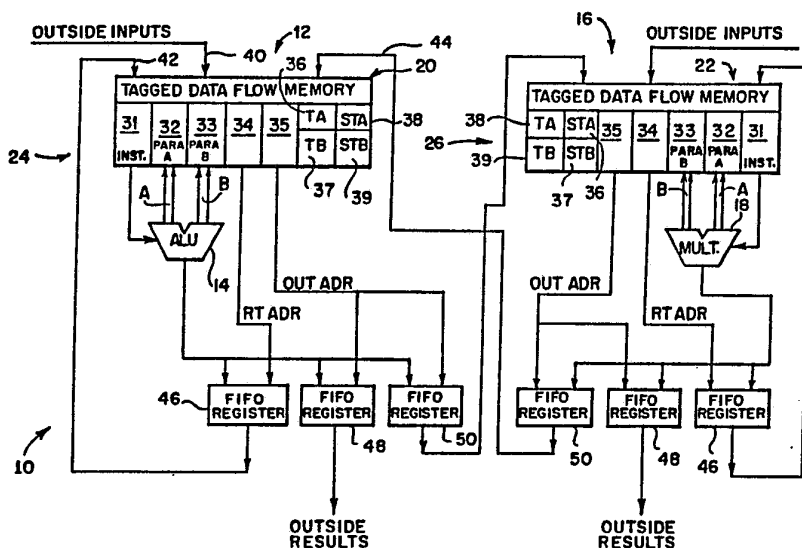 OUTSIDE INPUTS
42
40
12
44
36
20
TAGGED DATA FLOW MEMORY
31
INST.
32
PARA A
33
PARA B
34
35
TA
STA
38
TB
STB
37
39
24
A
B
ALU
14
OUT ADR
RT ADR
46
FIFO REGISTER
FIFO REGISTER
FIFO REGISTER
48
50
10
OUTSIDE RESULTS
16
OUTSIDE INPUTS
22
TAGGED DATA FLOW MEMORY
38
TA
STA
26
39
TB
STB
36
37
35
34
33
PARA B
32
PARA A
31
INST.
B
A
18
MULT.
OUT ADR
RT ADR
FIFO REGISTER
FIFO REGISTER
FIFO REGISTER
50
48
46
OUTSIDE RESULTS